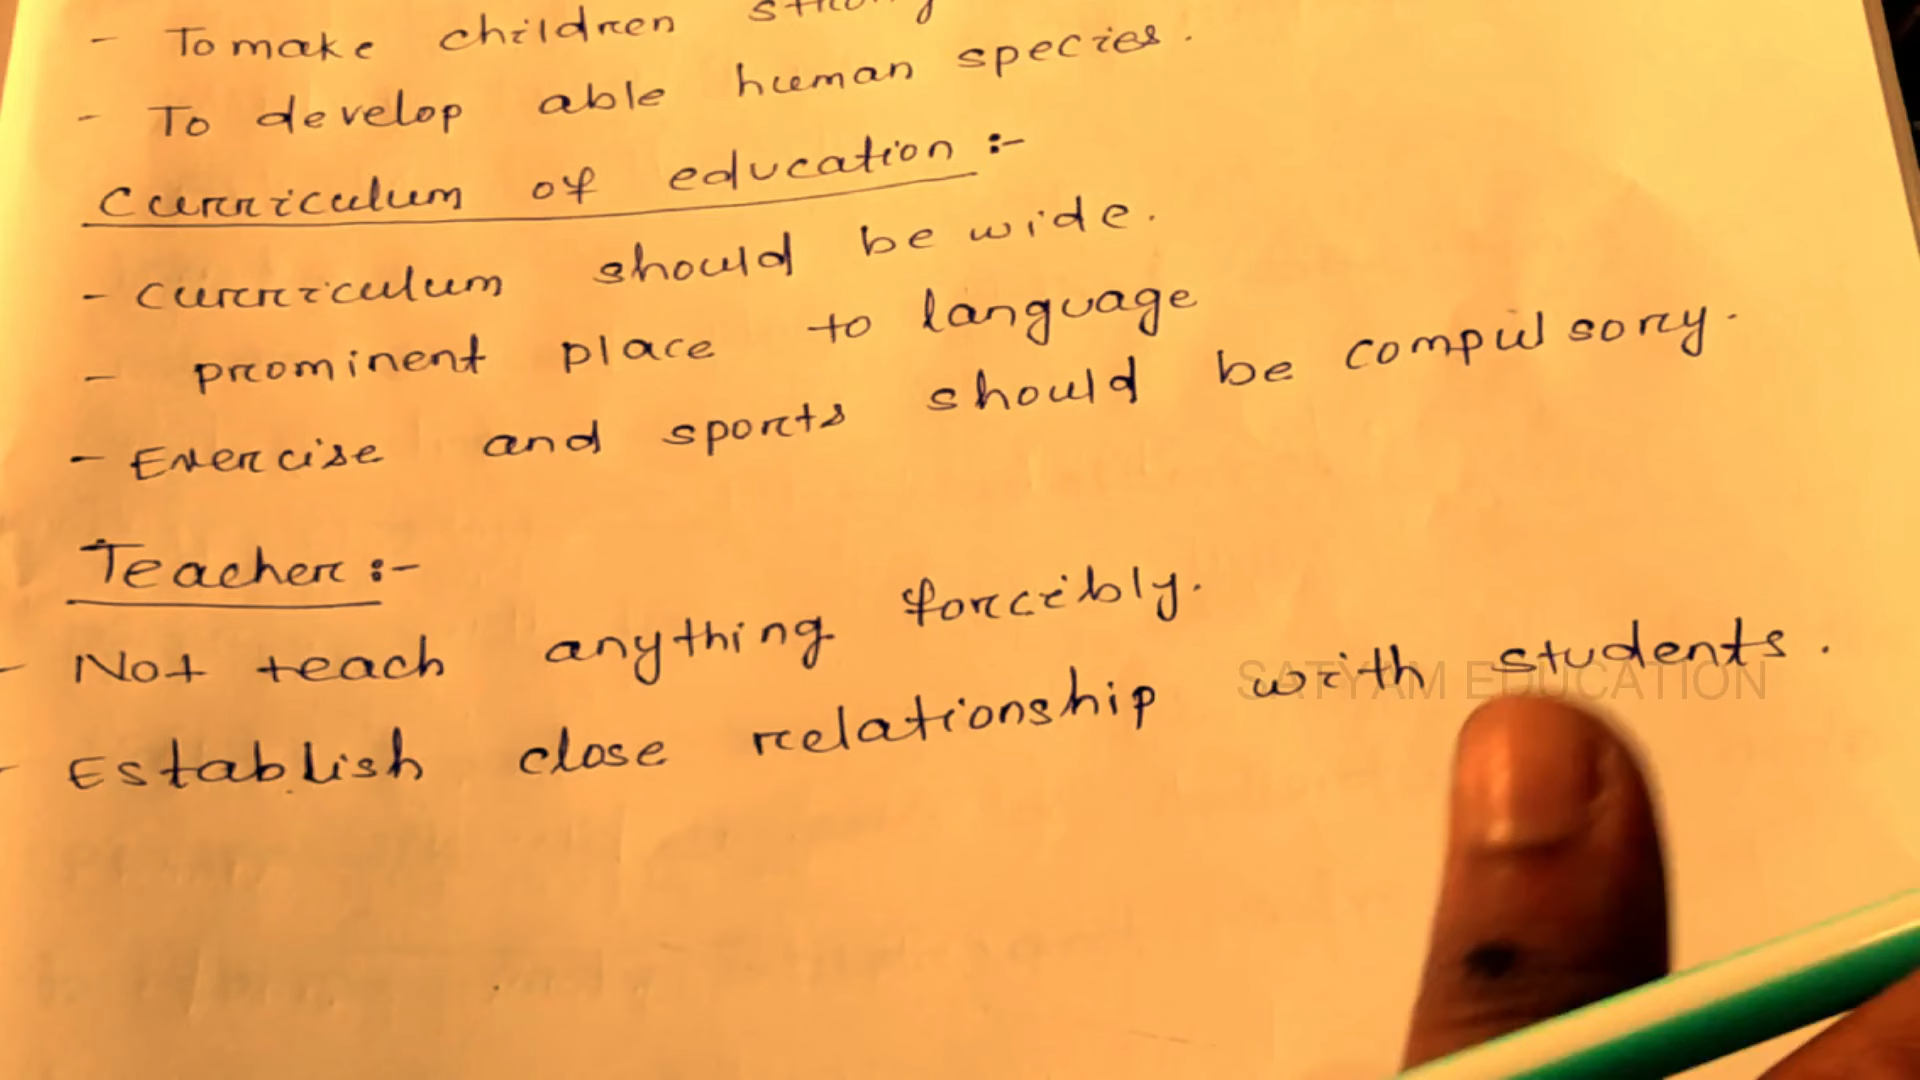 - To make children strong
- To develop able human species.
Curriculum of education :-
- Curriculum should be wide.
- prominent place to language
- Exercise and sports should be compulsory.
Teacher :-
- Not teach anything forcibly.
- Establish close relationship with students.
SATYAM EDUCATION